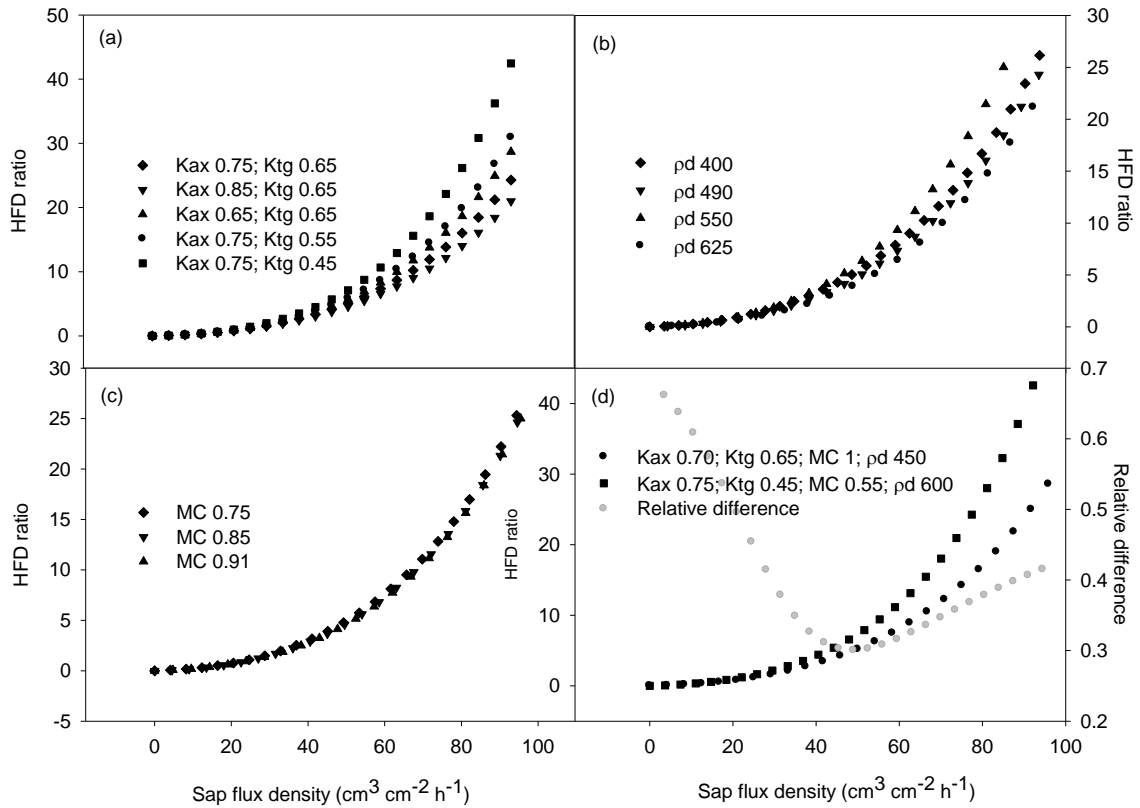 50
40
30
20
10
0
HFD ratio
(a)
Kax 0.75; Ktg 0.65
Kax 0.85; Ktg 0.65
Kax 0.65; Ktg 0.65
Kax 0.75; Ktg 0.55
Kax 0.75; Ktg 0.45
(b)
ρd 400
ρd 490
ρd 550
ρd 625
30
25
20
15
10
5
0
HFD ratio
30
25
20
15
10
5
0
-5
HFD ratio
(c)
MC 0.75
MC 0.85
MC 0.91
0 20 40 60 80 100
Sap flux density (cm³ cm⁻² h⁻¹)
40
30
20
10
0
HFD ratio
(d)
Kax 0.70; Ktg 0.65; MC 1; ρd 450
Kax 0.75; Ktg 0.45; MC 0.55; ρd 600
Relative difference
0.7
0.6
0.5
0.4
0.3
0.2
Relative difference
0 20 40 60 80 100
Sap flux density (cm³ cm⁻² h⁻¹)